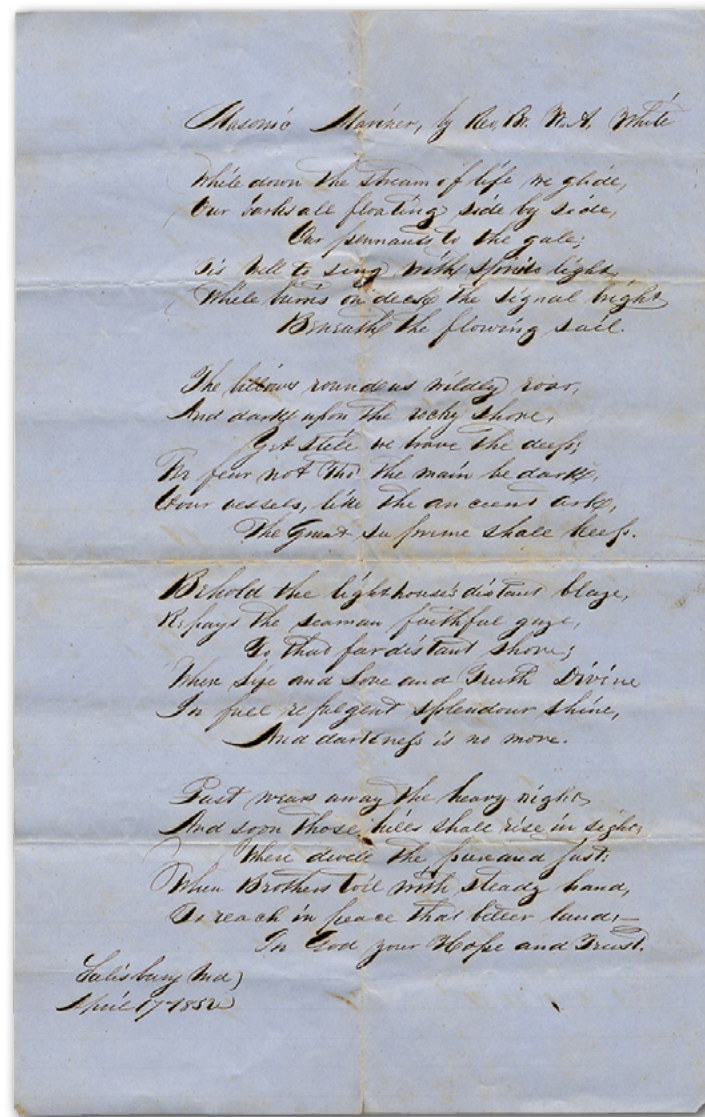 Masonic Mariner, by Rev. Br. W. A. White
While down the stream of life we glide,
Our barks all floating side by side,
Our pennants to the gale;
Tis well to sing with spirits light,
While burns on deck the signal bright
Beneath the flowing sail.
The billows round us wildly roar,
And dark upon the rocky shore,
Yet still we brave the deep;
We fear not tho' the main be dark,
Our vessels, like the ancient ark,
The Great Supreme shall keep.
Behold the light house's distant blaze,
Repays the seaman faithful gaze,
To that far distant shore;
When Life and Love and Truth Divine
In full refulgent splendour shine,
And darkness is no more.
Fast wears away the heavy night,
And soon those hills shall rise in sight,
Where dwell the pure and just:
When Brothers toil with steady hand,
To reach in peace that better land:—
In God your Hope and Trust.
Salisbury Md)
April 17 1852